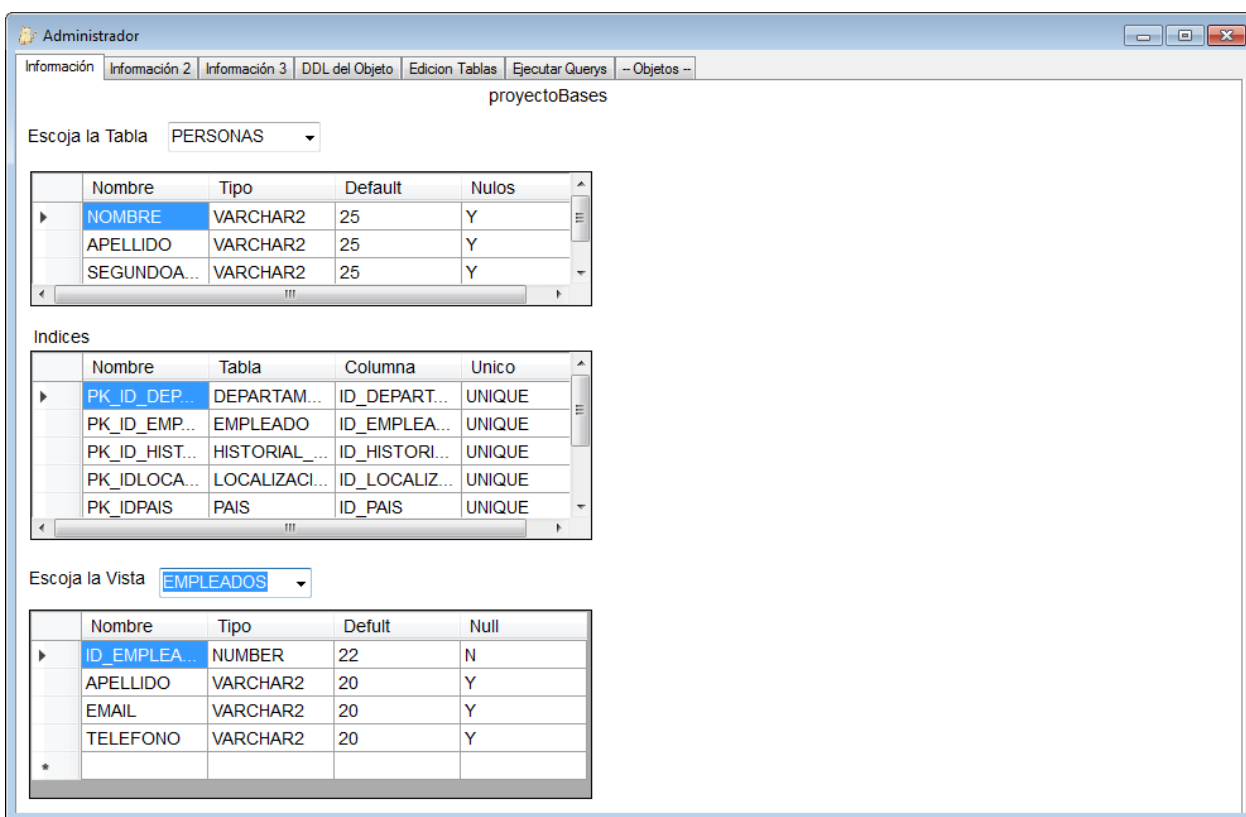 Administrador
Información Información 2 Información 3 DDL del Objeto Edicion Tablas Ejecutar Querys -- Objetos --
proyectoBases
Escoja la Tabla PERSONAS
Nombre Tipo Default Nulos
NOMBRE VARCHAR2 25 Y
APELLIDO VARCHAR2 25 Y
SEGUNDOA... VARCHAR2 25 Y
Indices
Nombre Tabla Columna Unico
PK_ID_DEP... DEPARTAM... ID_DEPART... UNIQUE
PK_ID_EMP... EMPLEADO ID_EMPLEA... UNIQUE
PK_ID_HIST... HISTORIAL_... ID_HISTORI... UNIQUE
PK_IDLOCA... LOCALIZACI... ID_LOCALIZ... UNIQUE
PK_IDPAIS PAIS ID_PAIS UNIQUE
Escoja la Vista EMPLEADOS
Nombre Tipo Defult Null
ID_EMPLEA... NUMBER 22 N
APELLIDO VARCHAR2 20 Y
EMAIL VARCHAR2 20 Y
TELEFONO VARCHAR2 20 Y